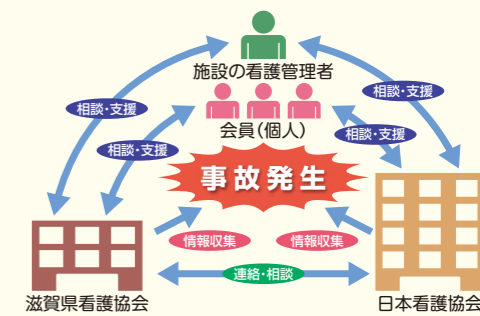 施設の看護管理者
相談・支援
相談・支援
会員(個人)
相談・支援
相談・支援
事故発生
情報収集
情報収集
連絡・相談
滋賀県看護協会
日本看護協会